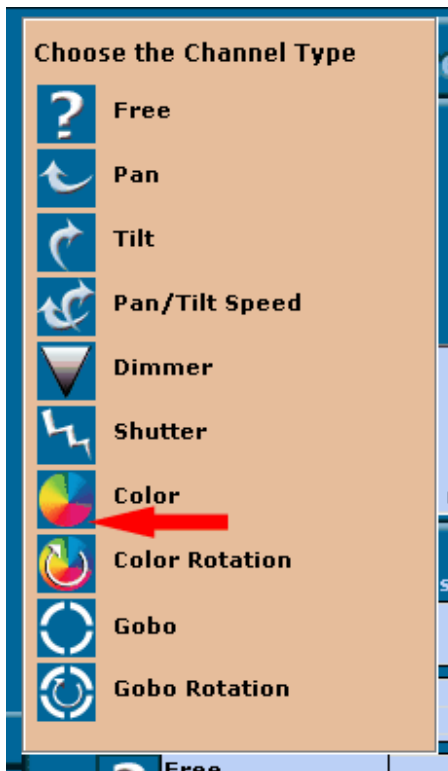 Choose the Channel Type
Free
Pan
Tilt
Pan/Tilt Speed
Dimmer
Shutter
Color
Color Rotation
Gobo
Gobo Rotation
Free